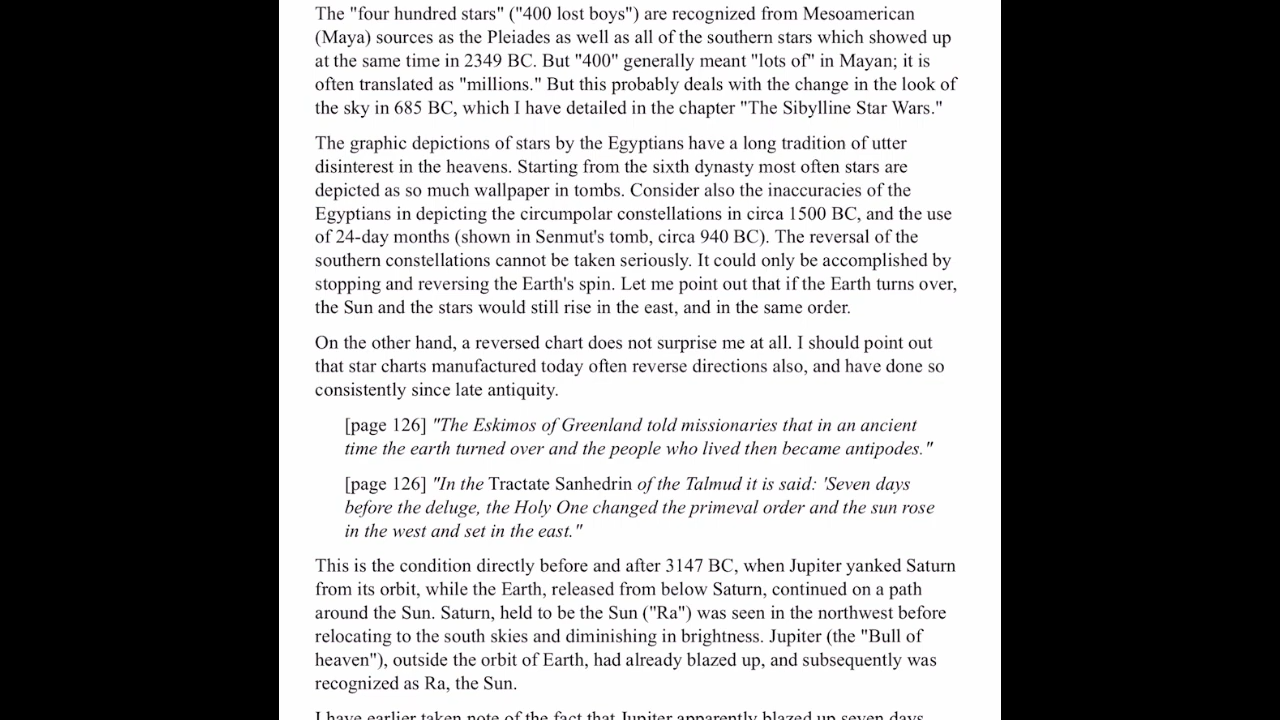 The "four hundred stars" ("400 lost boys") are recognized from Mesoamerican
(Maya) sources as the Pleiades as well as all of the southern stars which showed up
at the same time in 2349 BC. But "400" generally meant "lots of" in Mayan; it is
often translated as "millions." But this probably deals with the change in the look of
the sky in 685 BC, which I have detailed in the chapter "The Sibylline Star Wars."
The graphic depictions of stars by the Egyptians have a long tradition of utter
disinterest in the heavens. Starting from the sixth dynasty most often stars are
depicted as so much wallpaper in tombs. Consider also the inaccuracies of the
Egyptians in depicting the circumpolar constellations in circa 1500 BC, and the use
of 24-day months (shown in Senmut's tomb, circa 940 BC). The reversal of the
southern constellations cannot be taken seriously. It could only be accomplished by
stopping and reversing the Earth's spin. Let me point out that if the Earth turns over,
the Sun and the stars would still rise in the east, and in the same order.
On the other hand, a reversed chart does not surprise me at all. I should point out
that star charts manufactured today often reverse directions also, and have done so
consistently since late antiquity.
[page 126] "The Eskimos of Greenland told missionaries that in an ancient
time the earth turned over and the people who lived then became antipodes."
[page 126] "In the Tractate Sanhedrin of the Talmud it is said: 'Seven days
before the deluge, the Holy One changed the primeval order and the sun rose
in the west and set in the east."
This is the condition directly before and after 3147 BC, when Jupiter yanked Saturn
from its orbit, while the Earth, released from below Saturn, continued on a path
around the Sun. Saturn, held to be the Sun ("Ra") was seen in the northwest before
relocating to the south skies and diminishing in brightness. Jupiter (the "Bull of
heaven"), outside the orbit of Earth, had already blazed up, and subsequently was
recognized as Ra, the Sun.
I have earlier taken note of the fact that Jupiter apparently blazed up seven days